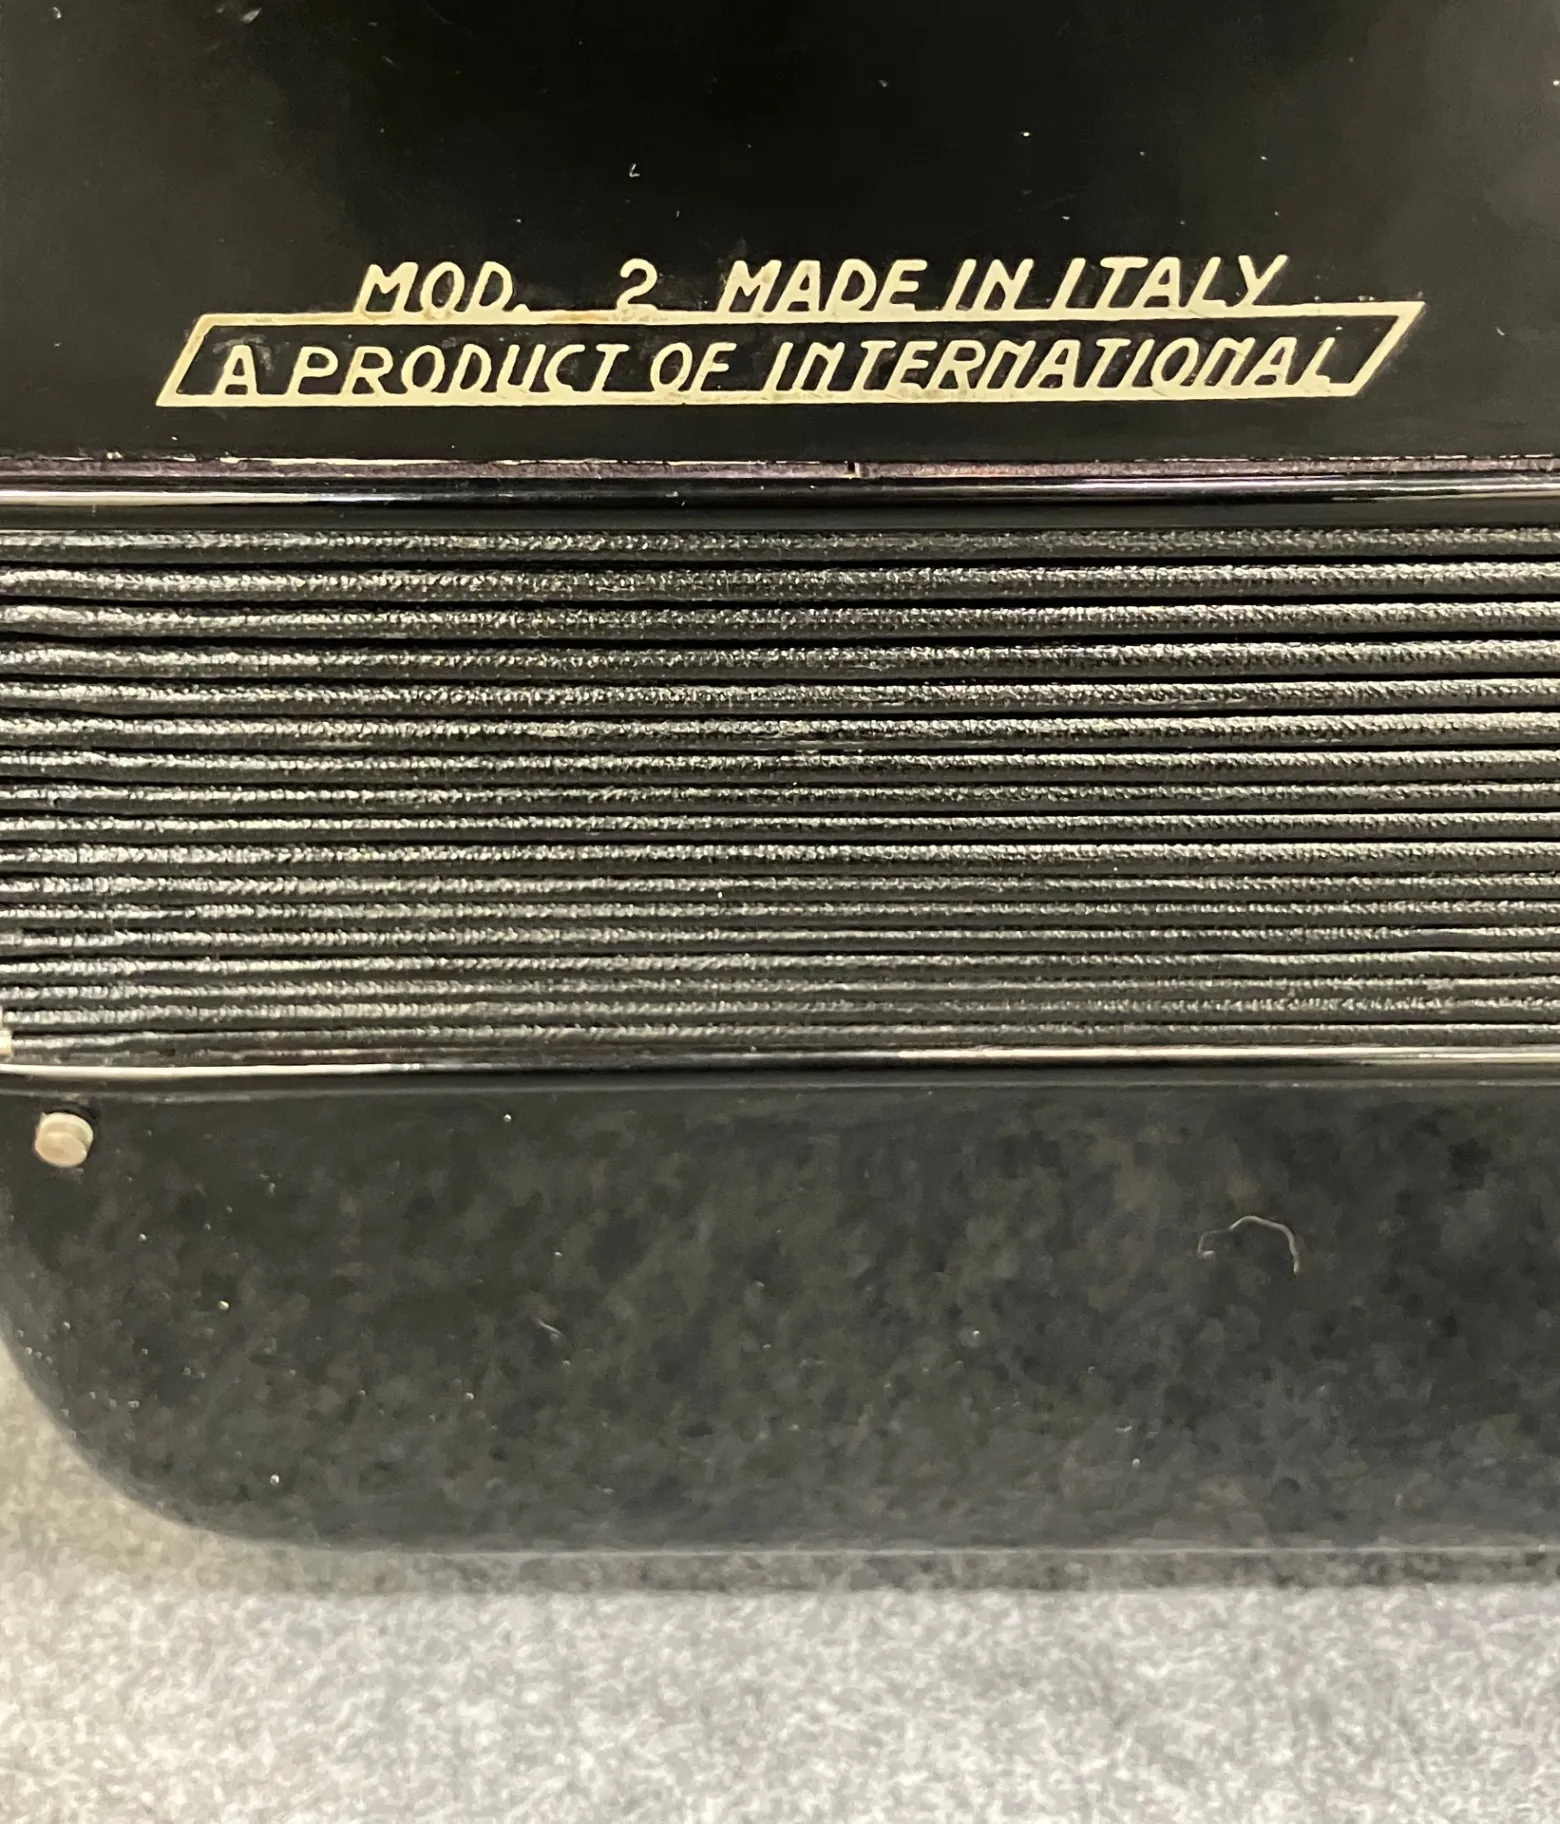 MOD. 2 MADE IN ITALY
A PRODUCT OF INTERNATIONAL